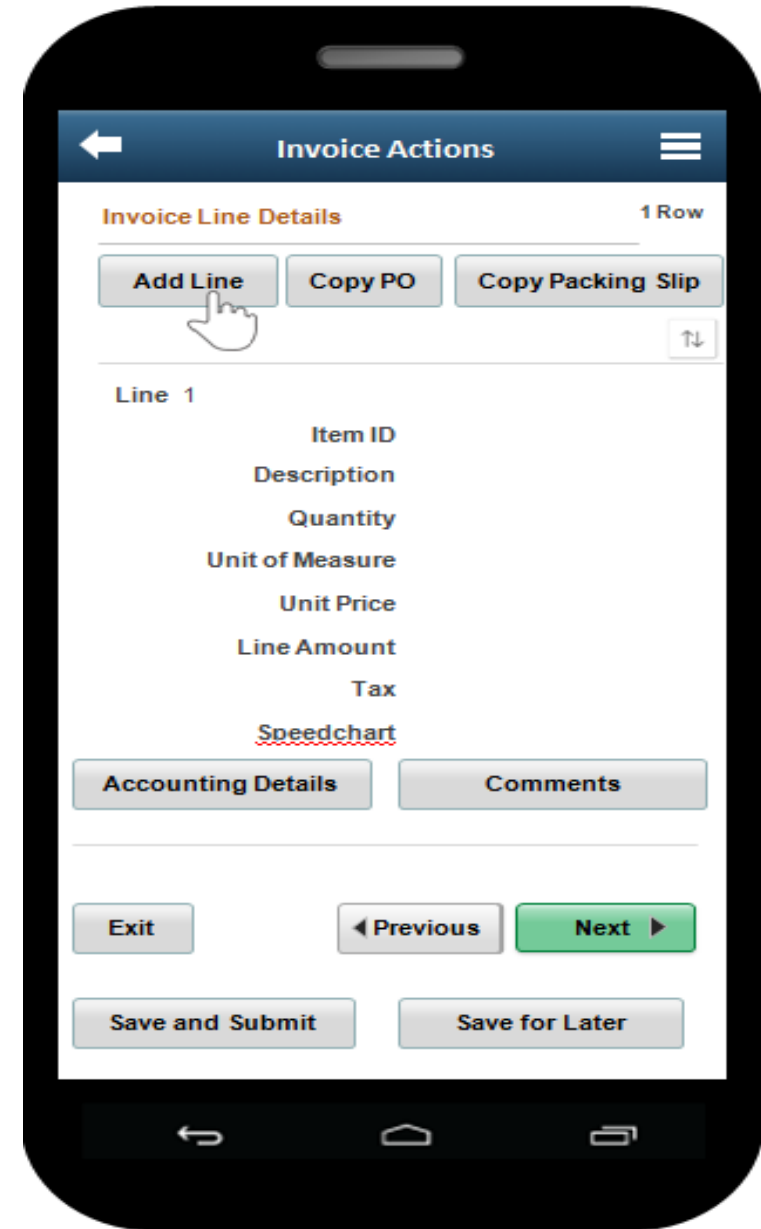 Invoice Actions
Invoice Line Details
1 Row
Add Line
Copy PO
Copy Packing Slip
Line 1
Item ID
Description
Quantity
Unit of Measure
Unit Price
Line Amount
Tax
Speedchart
Accounting Details
Comments
Exit
Previous
Next
Save and Submit
Save for Later